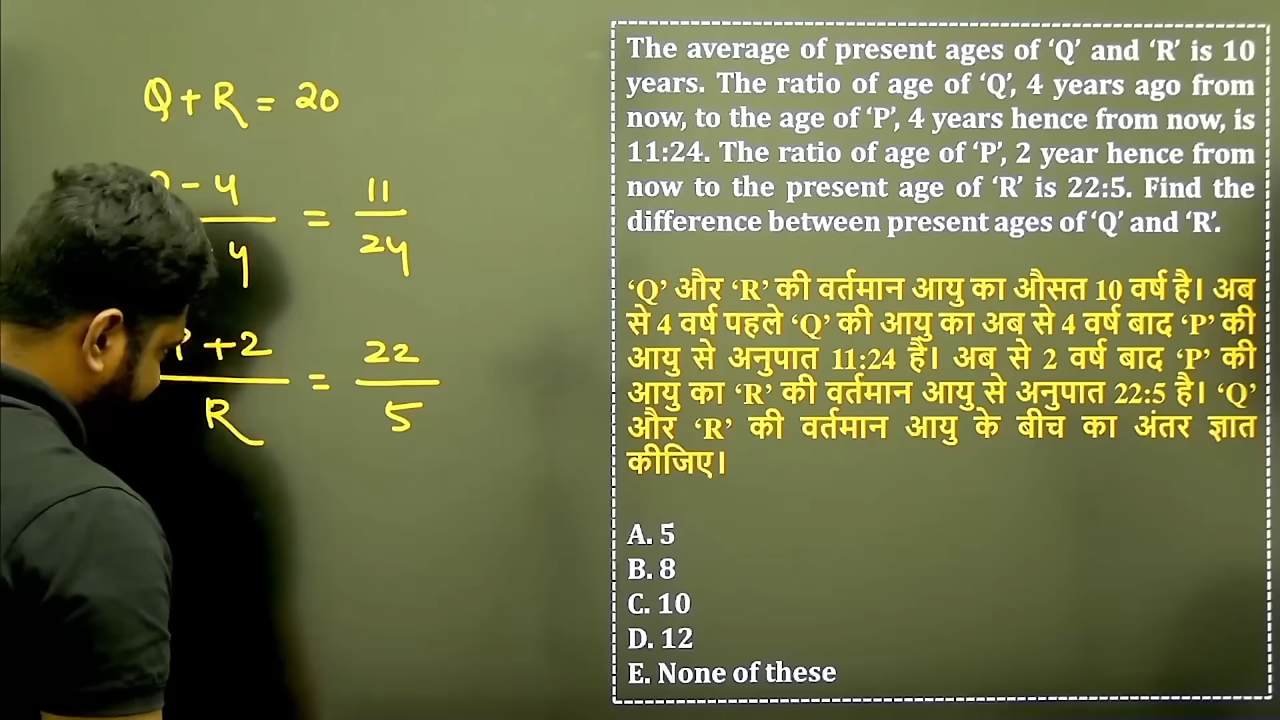 Q + R = 20
- 4
4
= 11
24
+ 2
R
= 22
5
The average of present ages of ‘Q’ and ‘R’ is 10
years. The ratio of age of ‘Q’, 4 years ago from
now, to the age of ‘P’, 4 years hence from now, is
11:24. The ratio of age of ‘P’, 2 year hence from
now to the present age of ‘R’ is 22:5. Find the
difference between present ages of ‘Q’ and ‘R’.
‘Q’ और ‘R’ की वर्तमान आयु का औसत 10 वर्ष है। अब
से 4 वर्ष पहले ‘Q’ की आयु का अब से 4 वर्ष बाद ‘P’ की
आयु से अनुपात 11:24 है। अब से 2 वर्ष बाद ‘P’ की
आयु का ‘R’ की वर्तमान आयु से अनुपात 22:5 है। ‘Q’
और ‘R’ की वर्तमान आयु के बीच का अंतर ज्ञात
कीजिए।
A. 5
B. 8
C. 10
D. 12
E. None of these